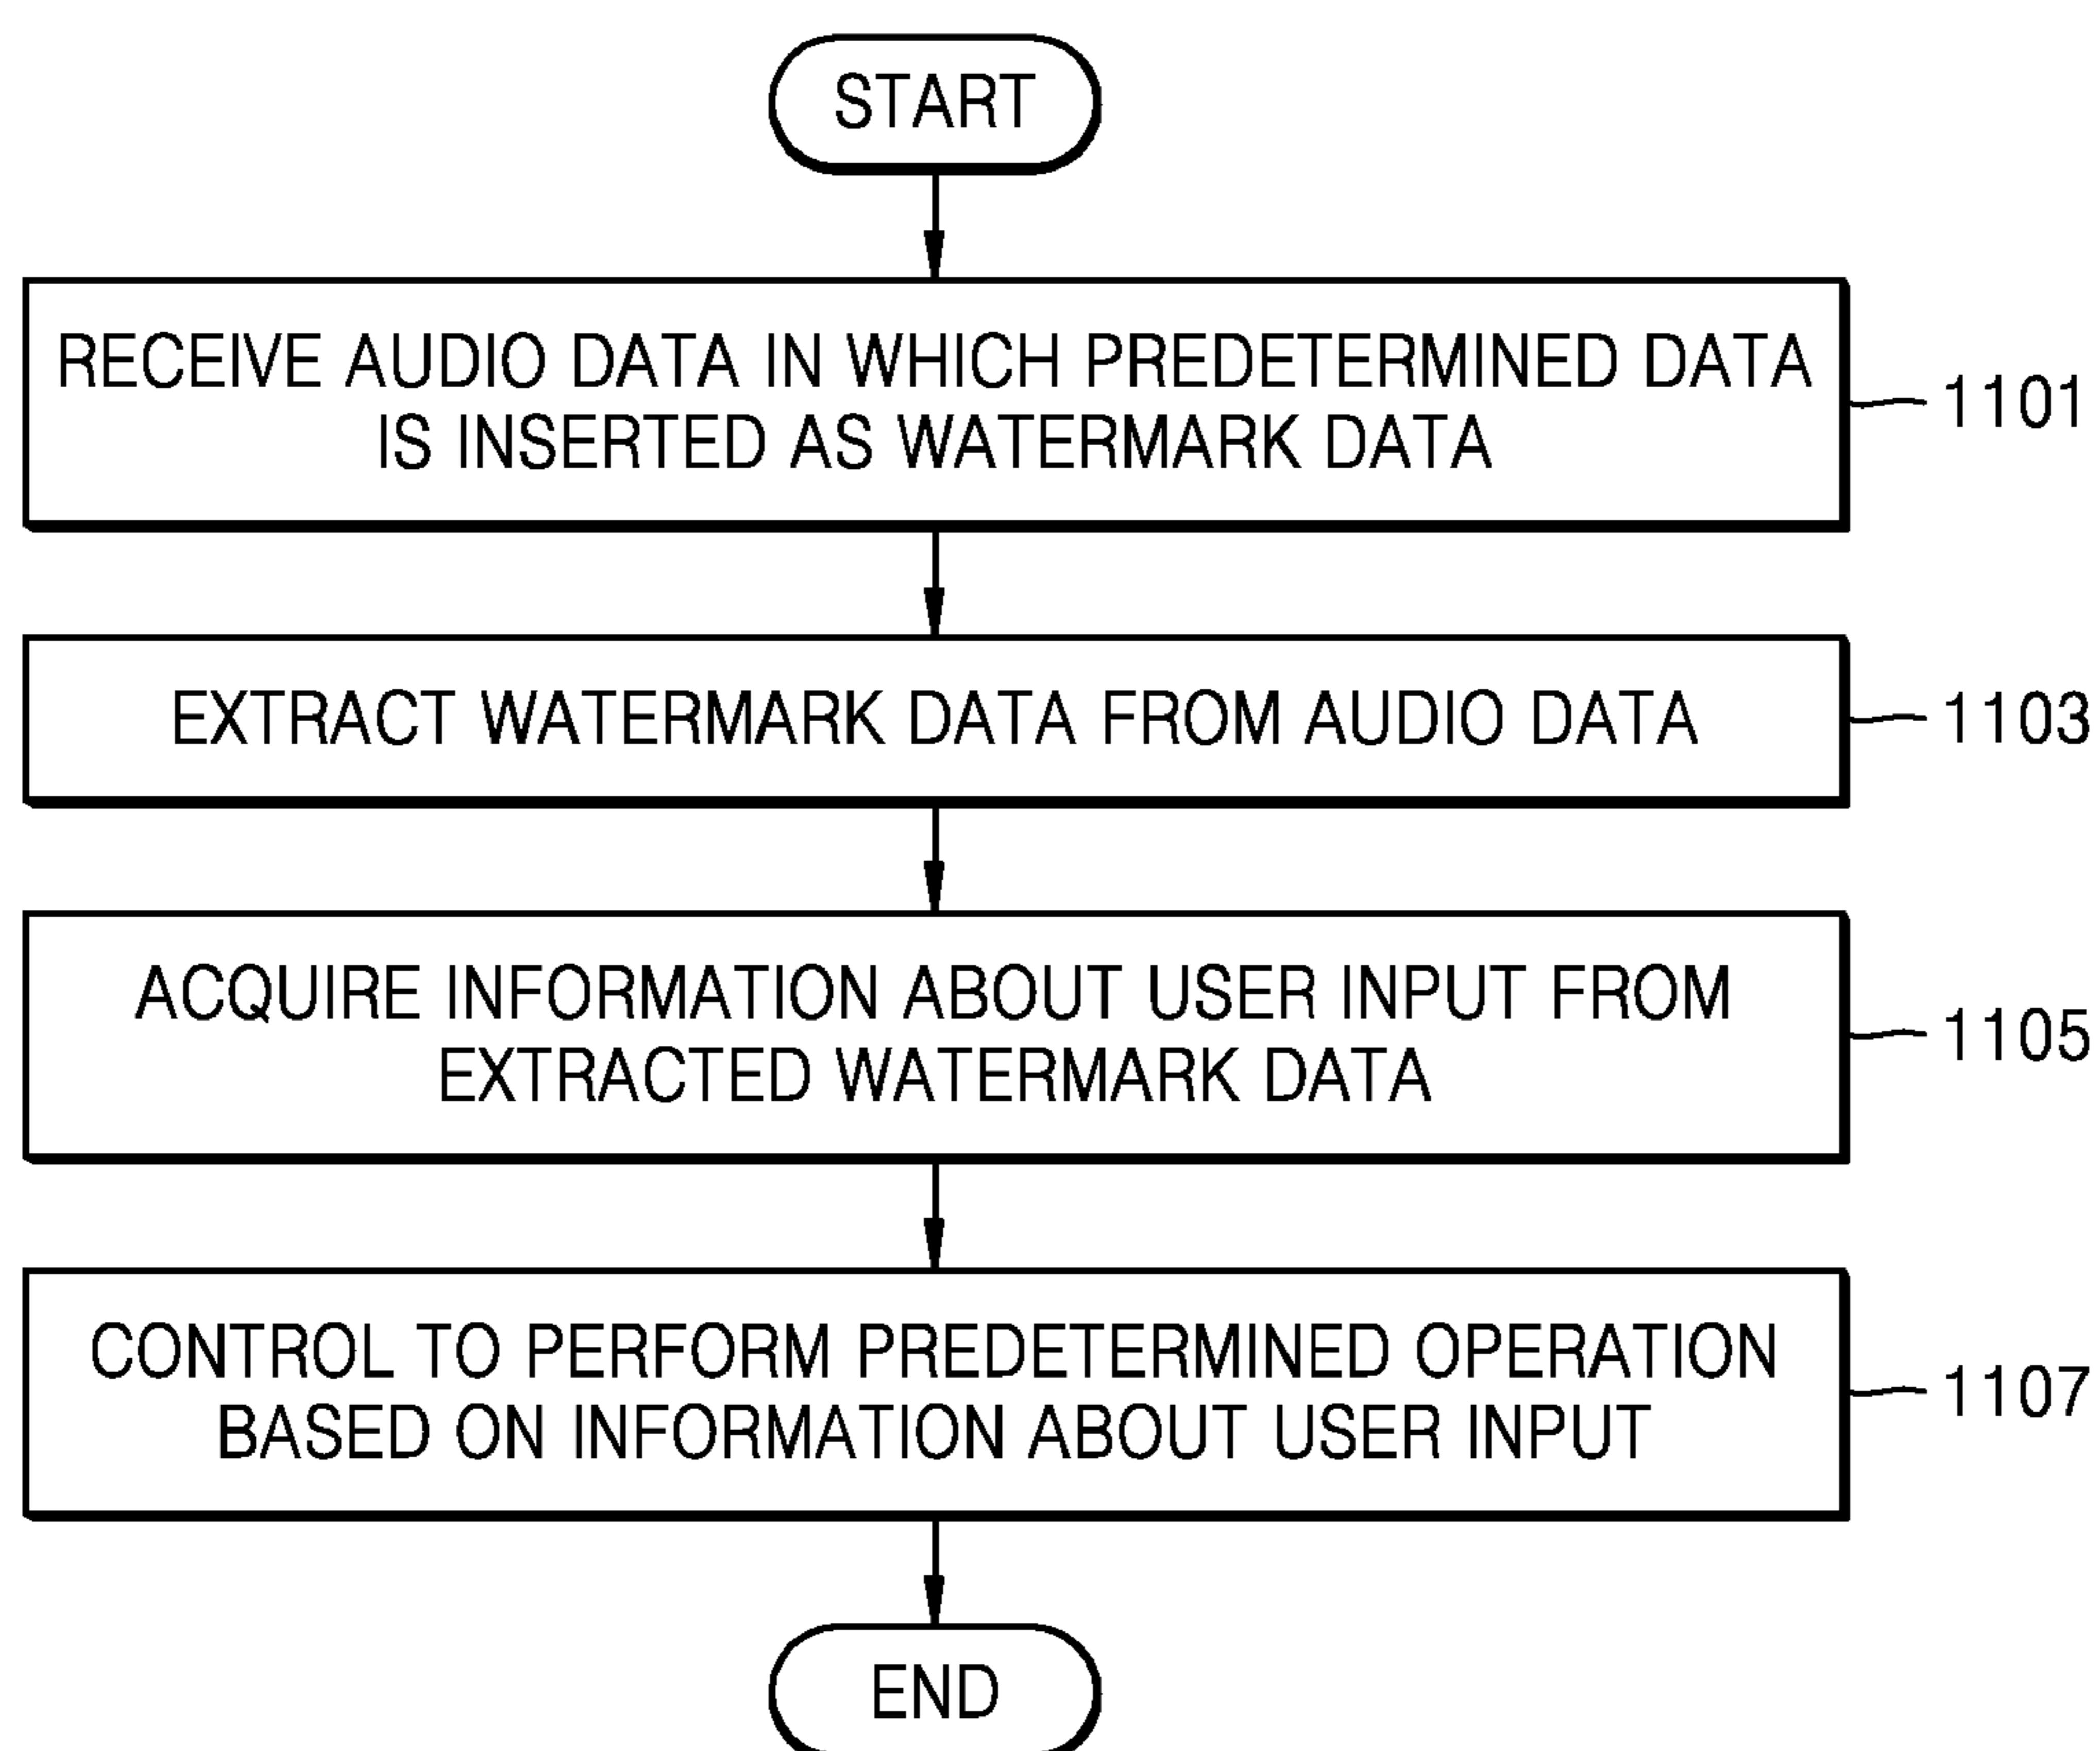 START
RECEIVE AUDIO DATA IN WHICH PREDETERMINED DATA
IS INSERTED AS WATERMARK DATA
1101
EXTRACT WATERMARK DATA FROM AUDIO DATA
1103
ACQUIRE INFORMATION ABOUT USER INPUT FROM
EXTRACTED WATERMARK DATA
1105
CONTROL TO PERFORM PREDETERMINED OPERATION
BASED ON INFORMATION ABOUT USER INPUT
1107
END